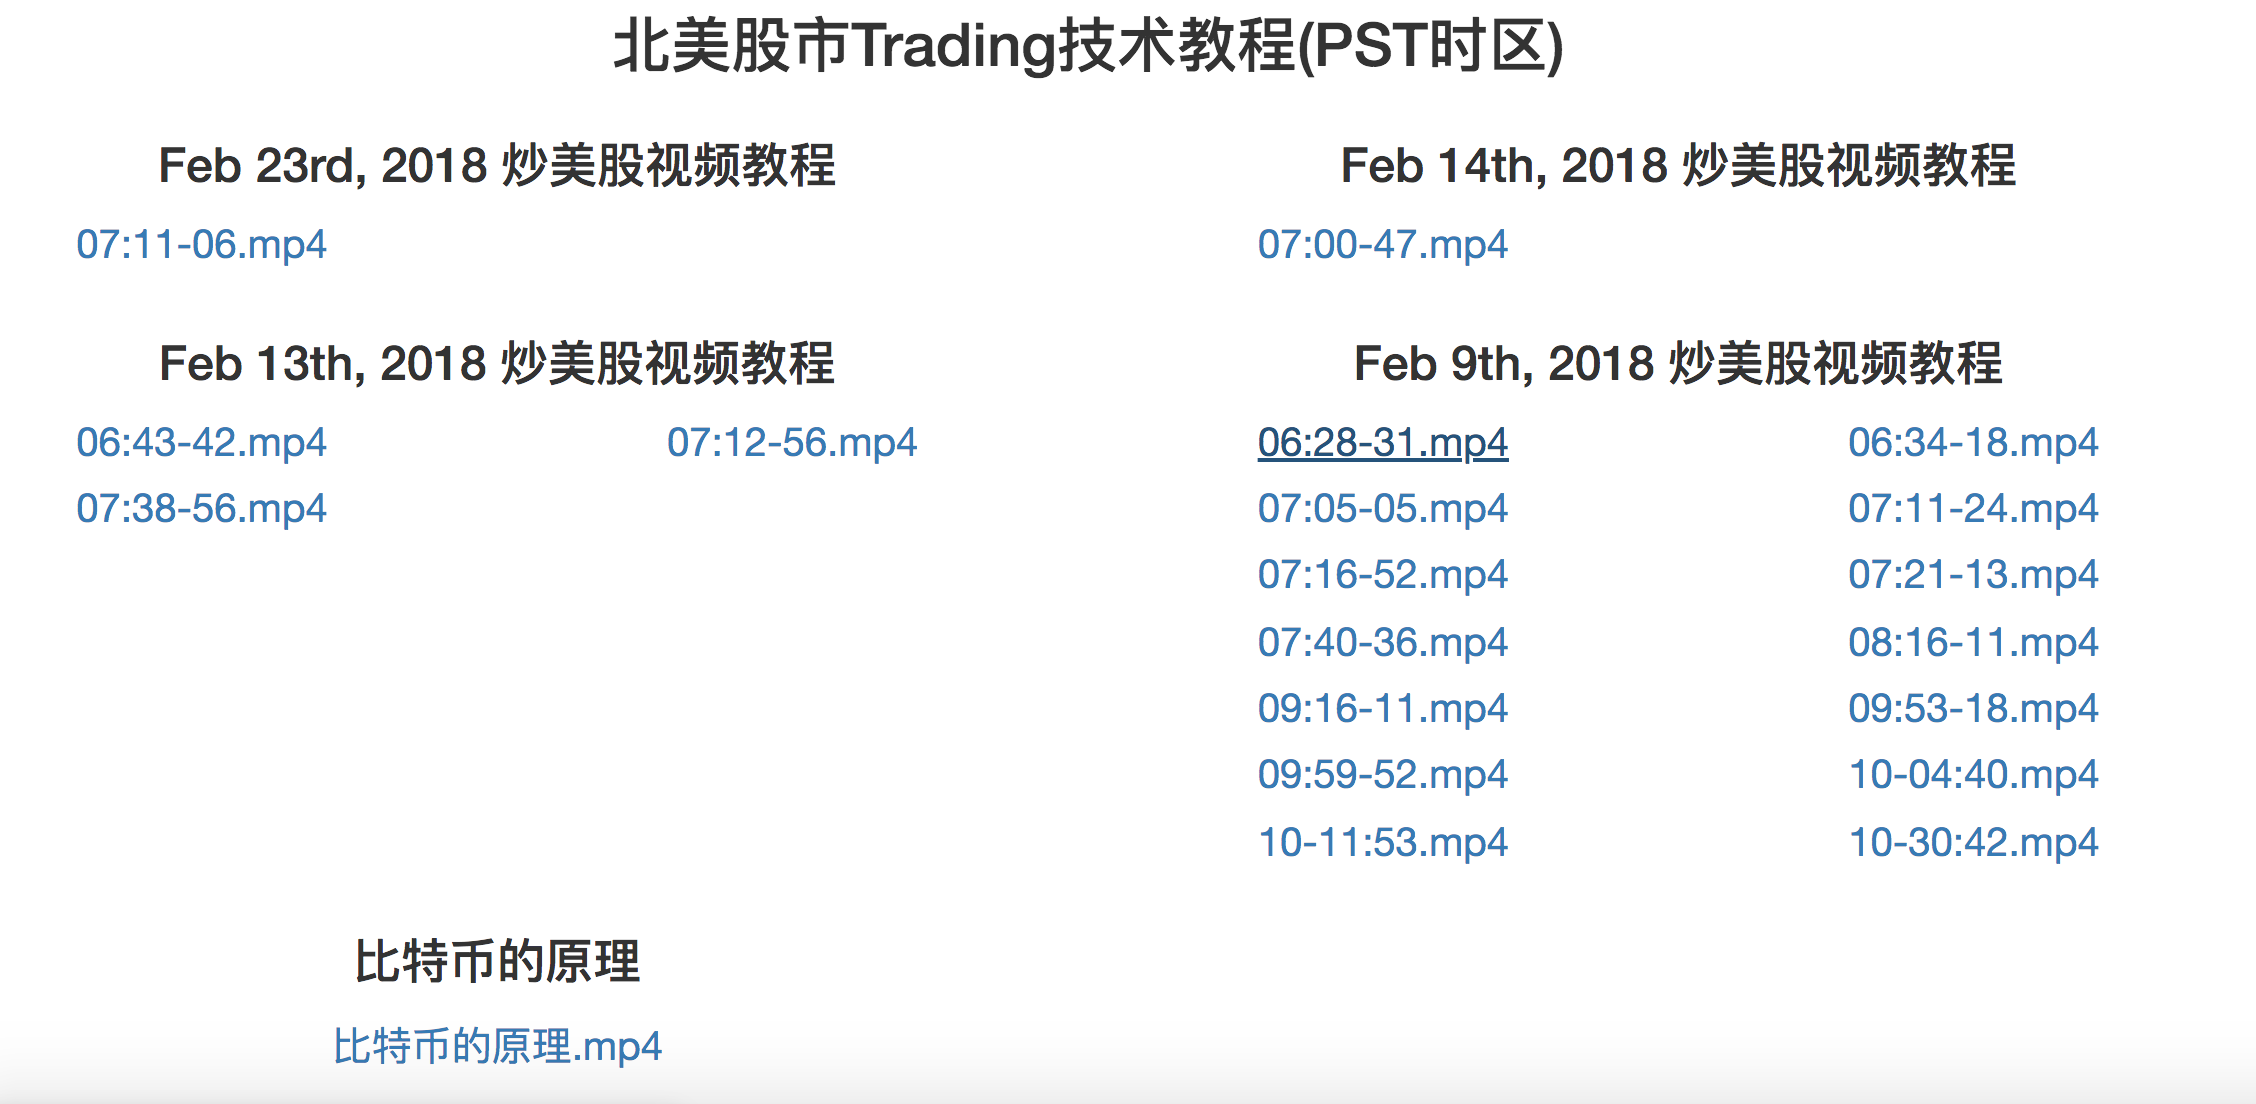 北美股市Trading技术教程(PST时区)
Feb 23rd, 2018 炒美股视频教程
07:11-06.mp4
Feb 14th, 2018 炒美股视频教程
07:00-47.mp4
Feb 13th, 2018 炒美股视频教程
06:43-42.mp4 07:12-56.mp4
07:38-56.mp4
Feb 9th, 2018 炒美股视频教程
06:28-31.mp4 06:34-18.mp4
07:05-05.mp4 07:11-24.mp4
07:16-52.mp4 07:21-13.mp4
07:40-36.mp4 08:16-11.mp4
09:16-11.mp4 09:53-18.mp4
09:59-52.mp4 10-04:40.mp4
10-11:53.mp4 10-30:42.mp4
比特币的原理
比特币的原理.mp4